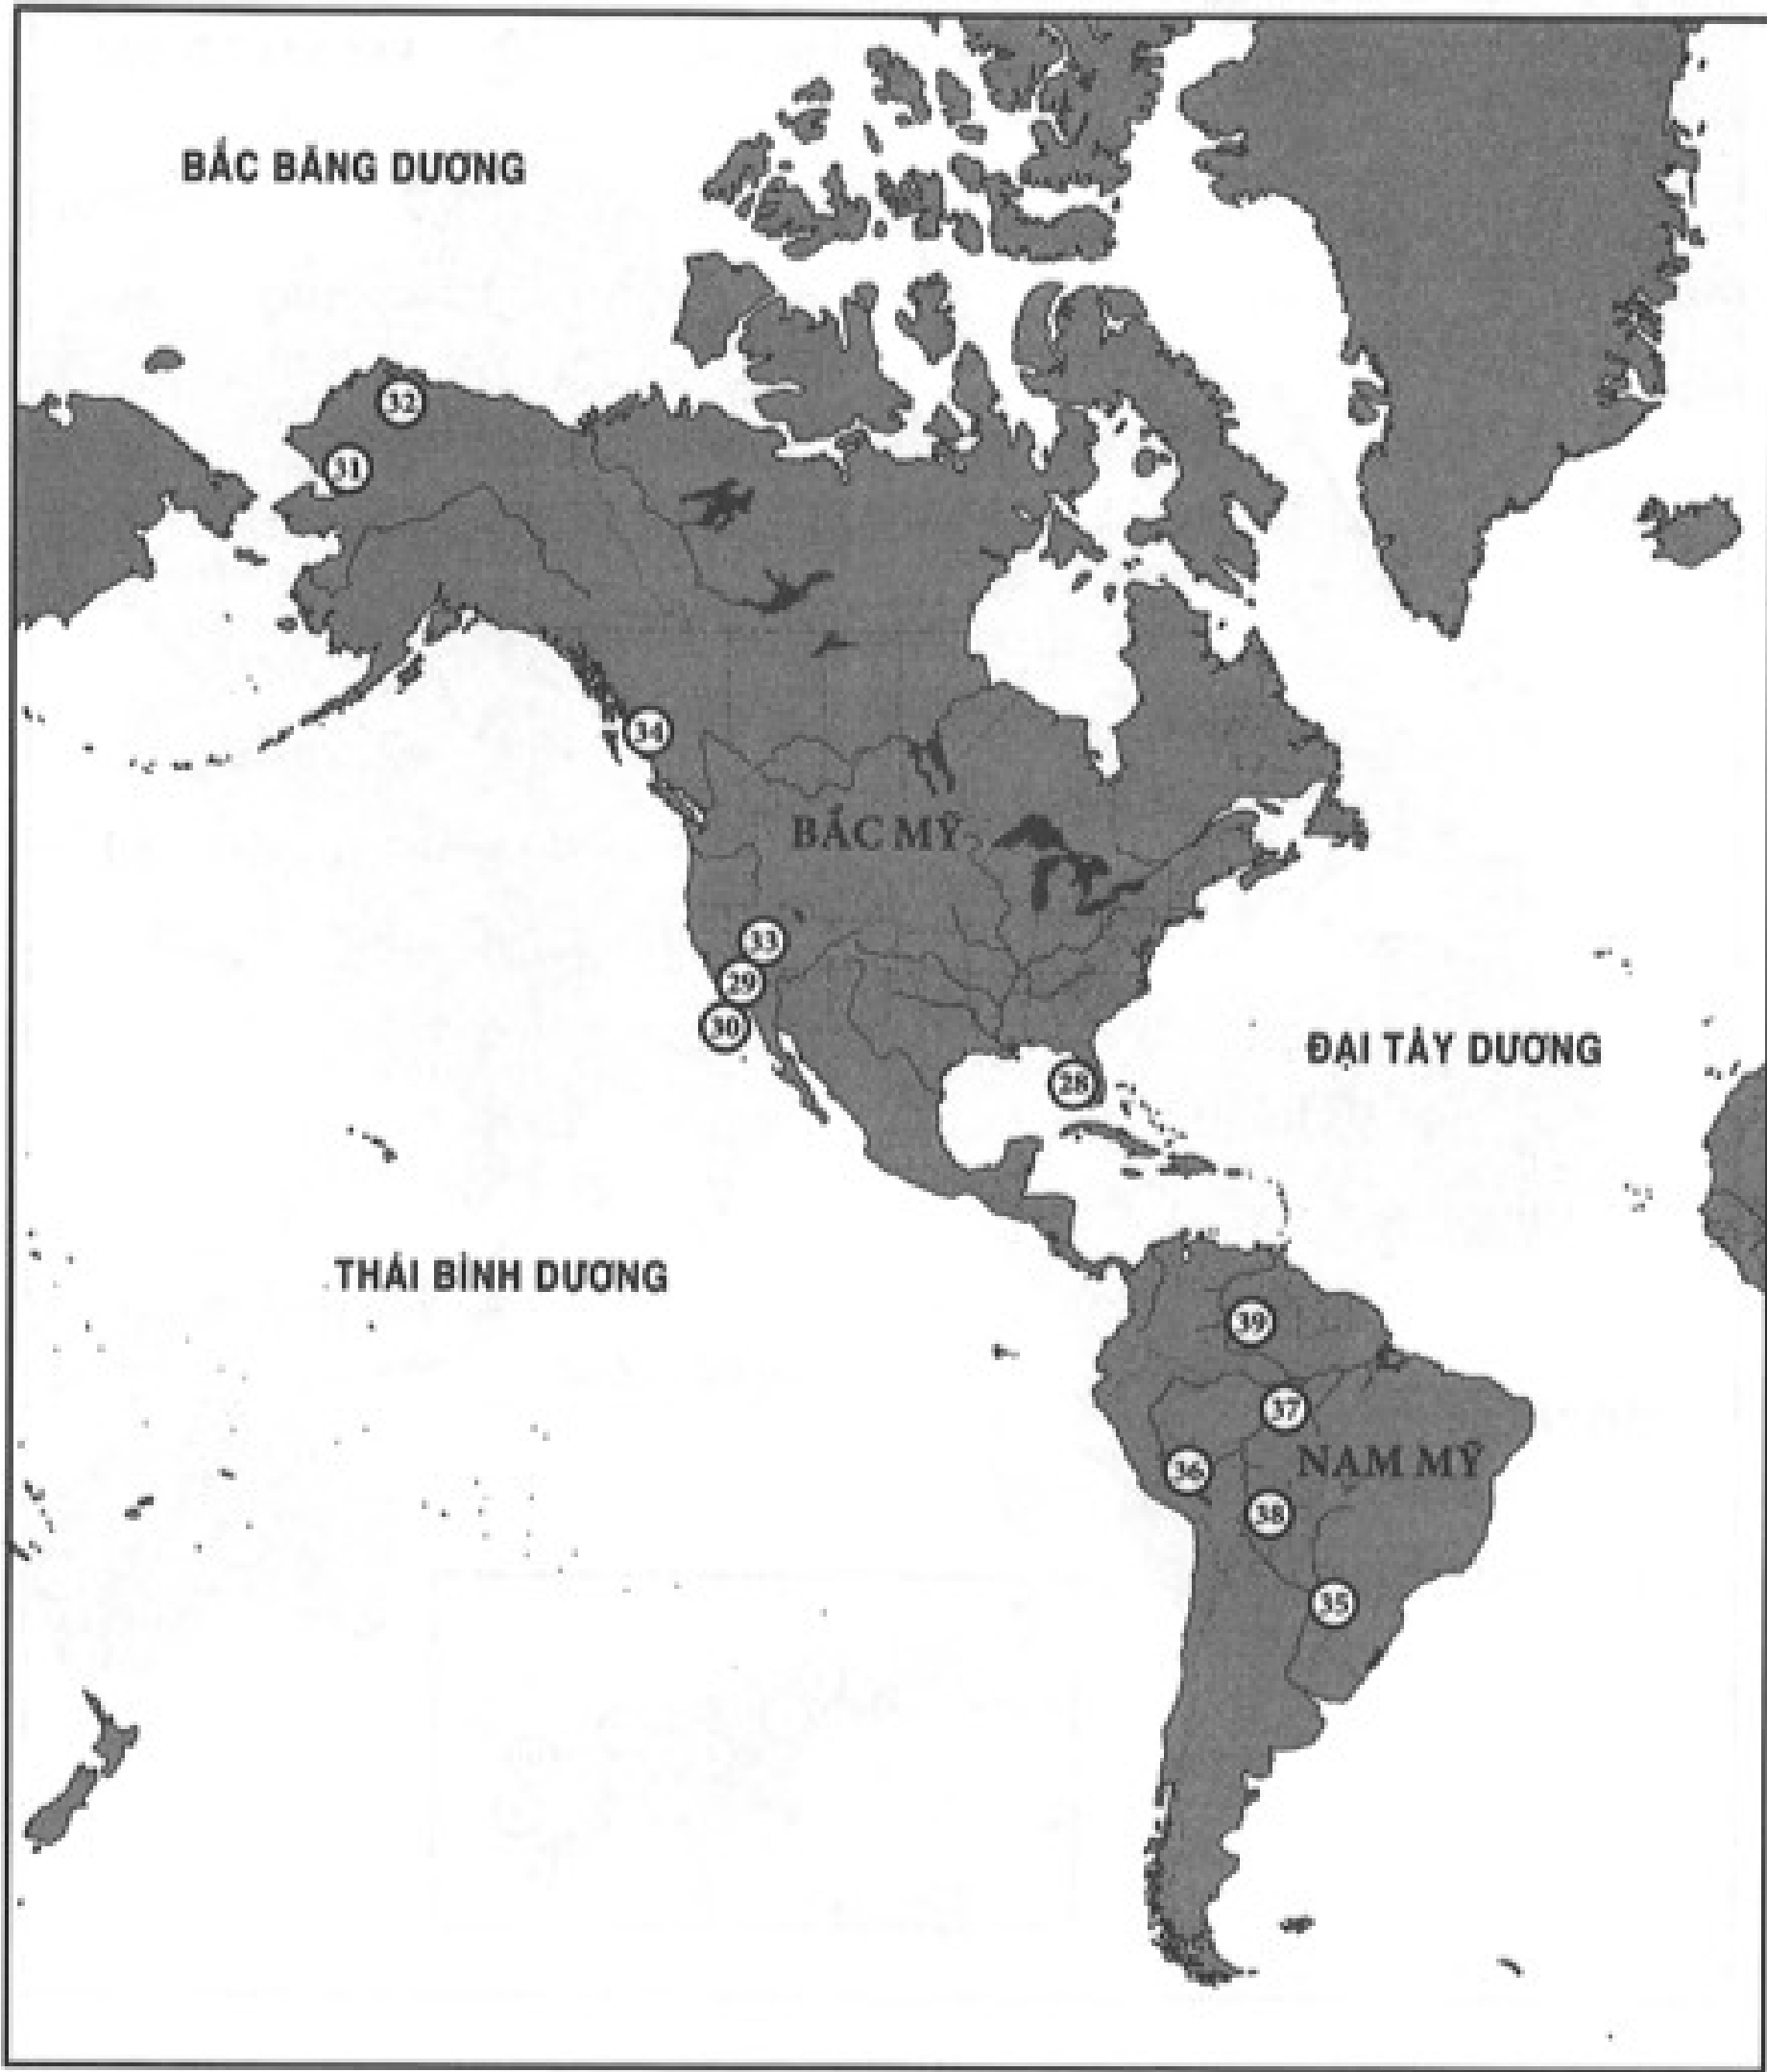 BẮC BĂNG DƯƠNG
32
31
34
BẮC MỸ
33
29
30
ĐẠI TÂY DƯƠNG
28
THÁI BÌNH DƯƠNG
39
37
36
NAM MỸ
38
35